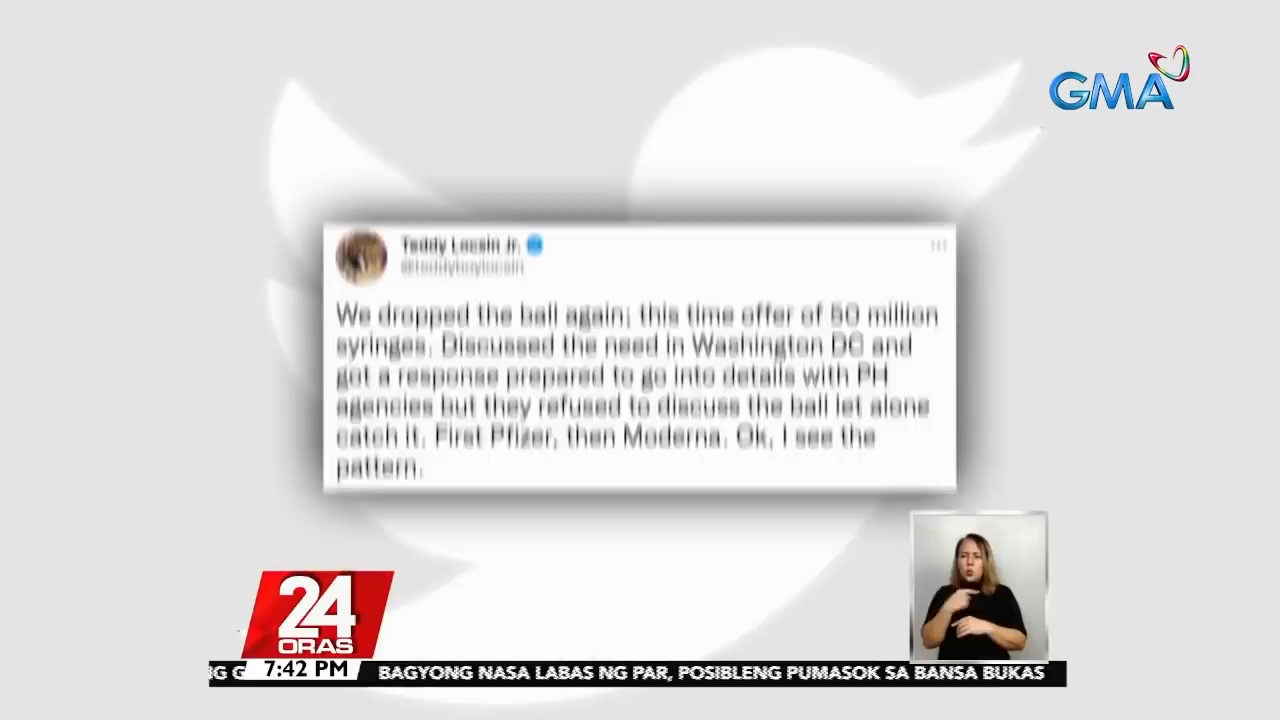 GMA
Teddy Locsin Jr.
@teddyboylocsin
We dropped the ball again; this time offer of 50 million
syringes. Discussed the need in Washington DC and
got a response prepared to go into details with PH
agencies but they refused to discuss the ball let alone
catch it. First Pfizer, then Moderna. Ok, I see the
pattern.
24
ORAS
7:42 PM
BAGYONG NASA LABAS NG PAR, POSIBLENG PUMASOK SA BANSA BUKAS